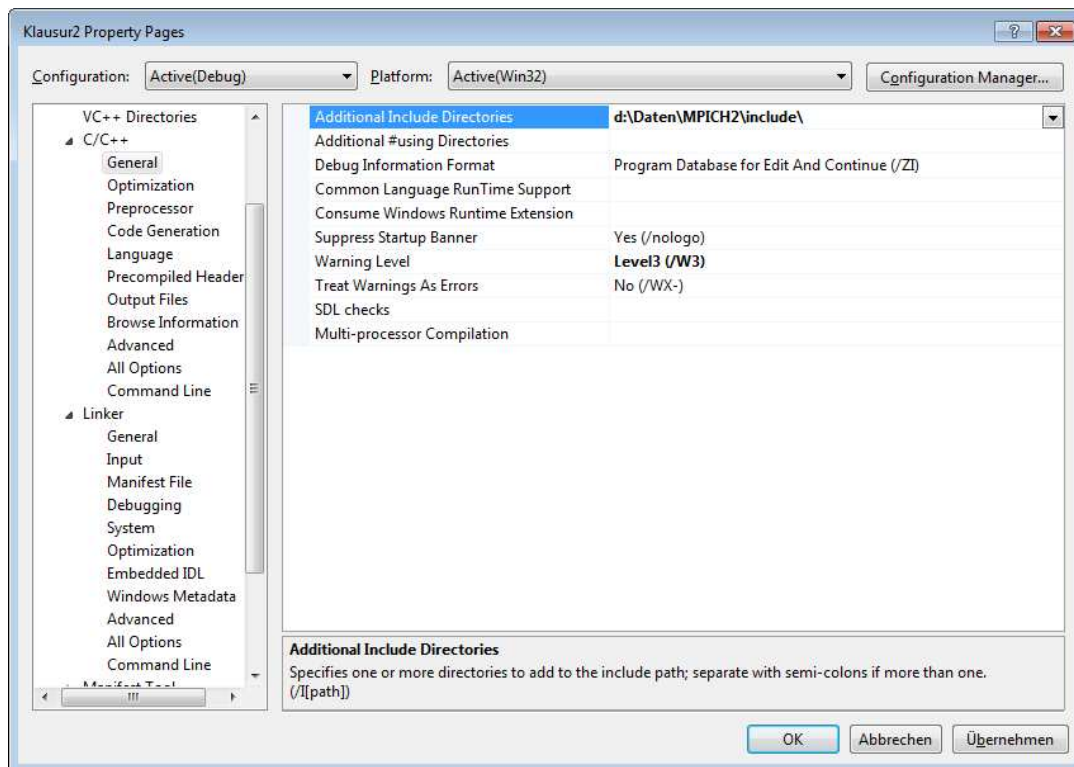 Klausur2 Property Pages
Configuration: Active(Debug) Platform: Active(Win32) Configuration Manager...
VC++ Directories
C/C++
General
Optimization
Preprocessor
Code Generation
Language
Precompiled Header
Output Files
Browse Information
Advanced
All Options
Command Line
Linker
General
Input
Manifest File
Debugging
System
Optimization
Embedded IDL
Windows Metadata
Advanced
All Options
Command Line
Manifest Tool
Additional Include Directories d:\Daten\MPICH2\include\
Additional #using Directories
Debug Information Format Program Database for Edit And Continue (/ZI)
Common Language RunTime Support
Consume Windows Runtime Extension
Suppress Startup Banner Yes (/nologo)
Warning Level Level3 (/W3)
Treat Warnings As Errors No (/WX-)
SDL checks
Multi-processor Compilation
Additional Include Directories
Specifies one or more directories to add to the include path; separate with semi-colons if more than one.
(/I[path])
OK Abbrechen Übernehmen